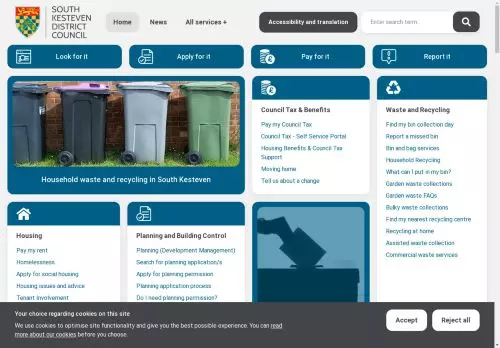 SOUTH
KESTEVEN
DISTRICT
COUNCIL
Home
News
All services +
Accessibility and translation
Enter search term..
Look for it
Apply for it
Pay for it
Report it
Household waste and recycling in South Kesteven
Council Tax & Benefits
Pay my Council Tax
Council Tax - Self Service Portal
Housing Benefits & Council Tax
Support
Moving home
Tell us about a change
Waste and Recycling
Find my bin collection day
Report a missed bin
Bin and bag services
Household Recycling
What can I put in my bin?
Garden waste collections
Garden waste FAQs
Bulky waste collections
Find my nearest recycling centre
Recycling at home
Assisted waste collection
Commercial waste services
Housing
Pay my rent
Homelessness
Apply for social housing
Housing issues and advice
Tenant Involvement
Planning and Building Control
Planning (Development Management)
Search for planning application/s
Apply for planning permission
Planning application process
Do I need planning permission?
Your choice regarding cookies on this site
We use cookies to optimise site functionality and give you the best possible experience. You can read
more about our cookies before you choose.
Accept
Reject all